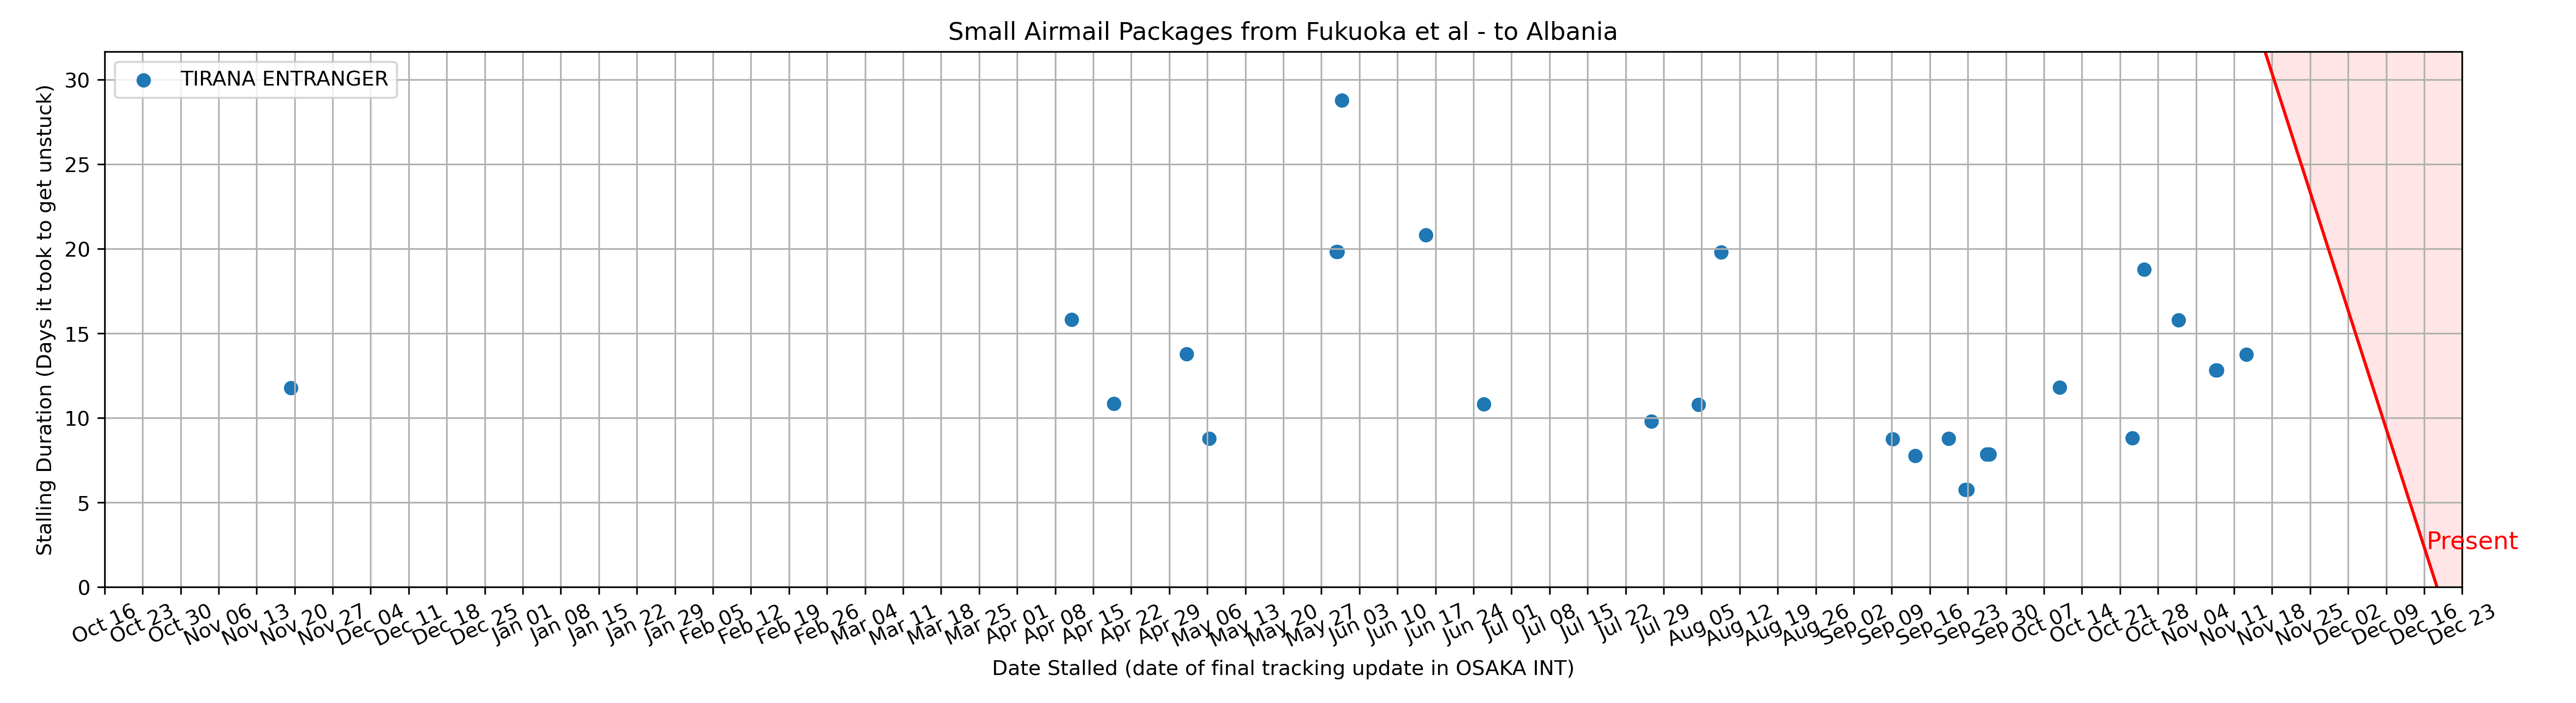 Small Airmail Packages from Fukuoka et al - to Albania
TIRANA ENTRANGER
Stalling Duration (Days it took to get unstuck)
30
25
20
15
10
5
0
Present
Oct 16
Oct 23
Oct 30
Nov 06
Nov 13
Nov 20
Nov 27
Dec 04
Dec 11
Dec 18
Dec 25
Jan 01
Jan 08
Jan 15
Jan 22
Jan 29
Feb 05
Feb 12
Feb 19
Feb 26
Mar 04
Mar 11
Mar 18
Mar 25
Apr 01
Apr 08
Apr 15
Apr 22
Apr 29
May 06
May 13
May 20
May 27
Jun 03
Jun 10
Jun 17
Jun 24
Jul 01
Jul 08
Jul 15
Jul 22
Jul 29
Aug 05
Aug 12
Aug 19
Aug 26
Sep 02
Sep 09
Sep 16
Sep 23
Sep 30
Oct 07
Oct 14
Oct 21
Oct 28
Nov 04
Nov 11
Nov 18
Nov 25
Dec 02
Dec 09
Dec 16
Dec 23
Date Stalled (date of final tracking update in OSAKA INT)